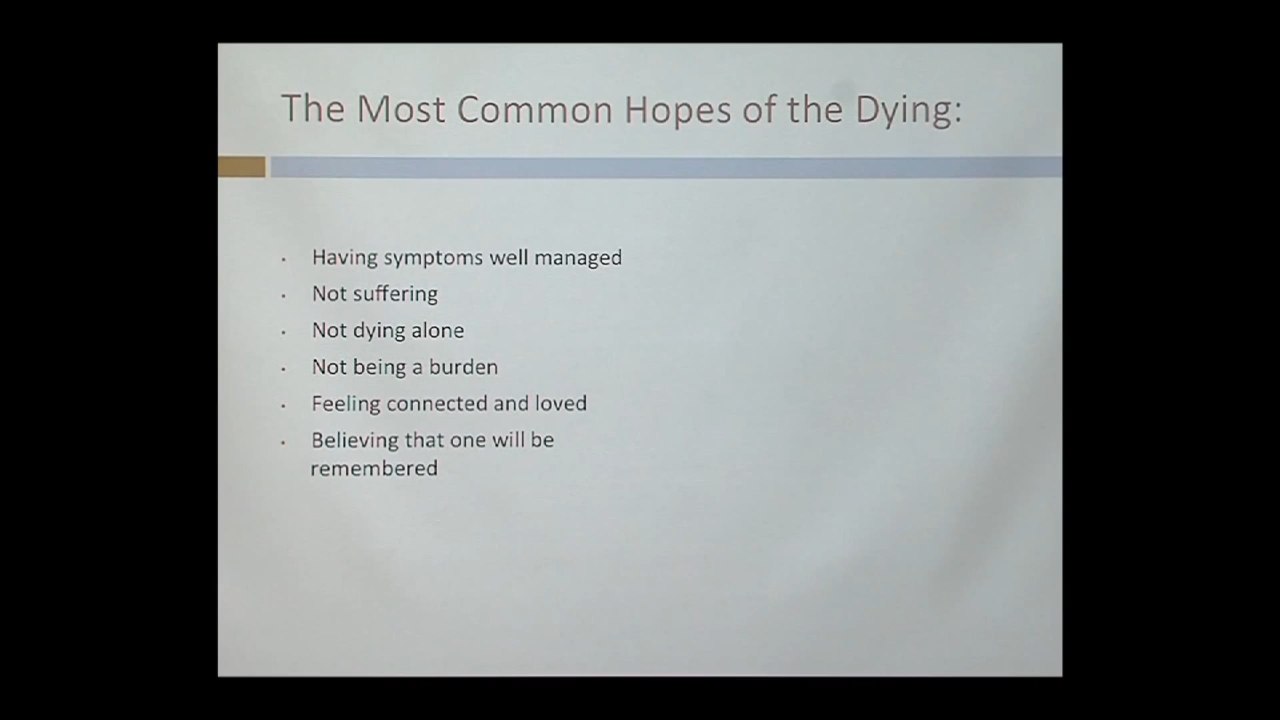 The Most Common Hopes of the Dying:
· Having symptoms well managed
· Not suffering
· Not dying alone
· Not being a burden
· Feeling connected and loved
· Believing that one will be
remembered